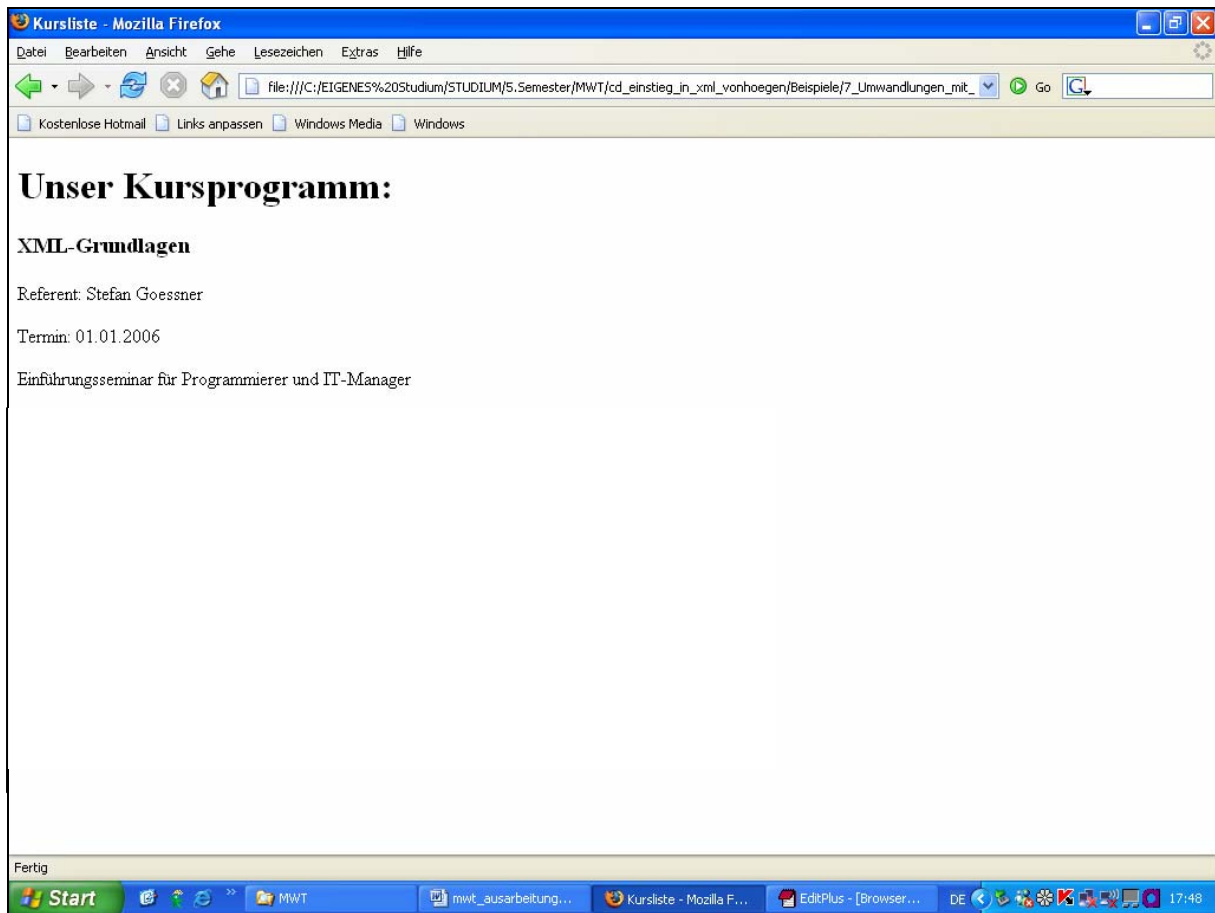 Kursliste - Mozilla Firefox
Datei Bearbeiten Ansicht Gehe Lesezeichen Extras Hilfe
file:///C:/EIGENES%20Studium/STUDIUM/5.Semester/MWT/cd_einstieg_in_xml_vonhoegen/Beispiele/7_Umwandlungen_mit_ Go G
Kostenlose Hotmail Links anpassen Windows Media Windows
Unser Kursprogramm:
XML-Grundlagen
Referent: Stefan Goessner
Termin: 01.01.2006
Einführungsseminar für Programmierer und IT-Manager
Fertig
Start » MWT mwt_ausarbeitung... Kursliste - Mozilla F... EditPlus - [Browser... DE 17:48